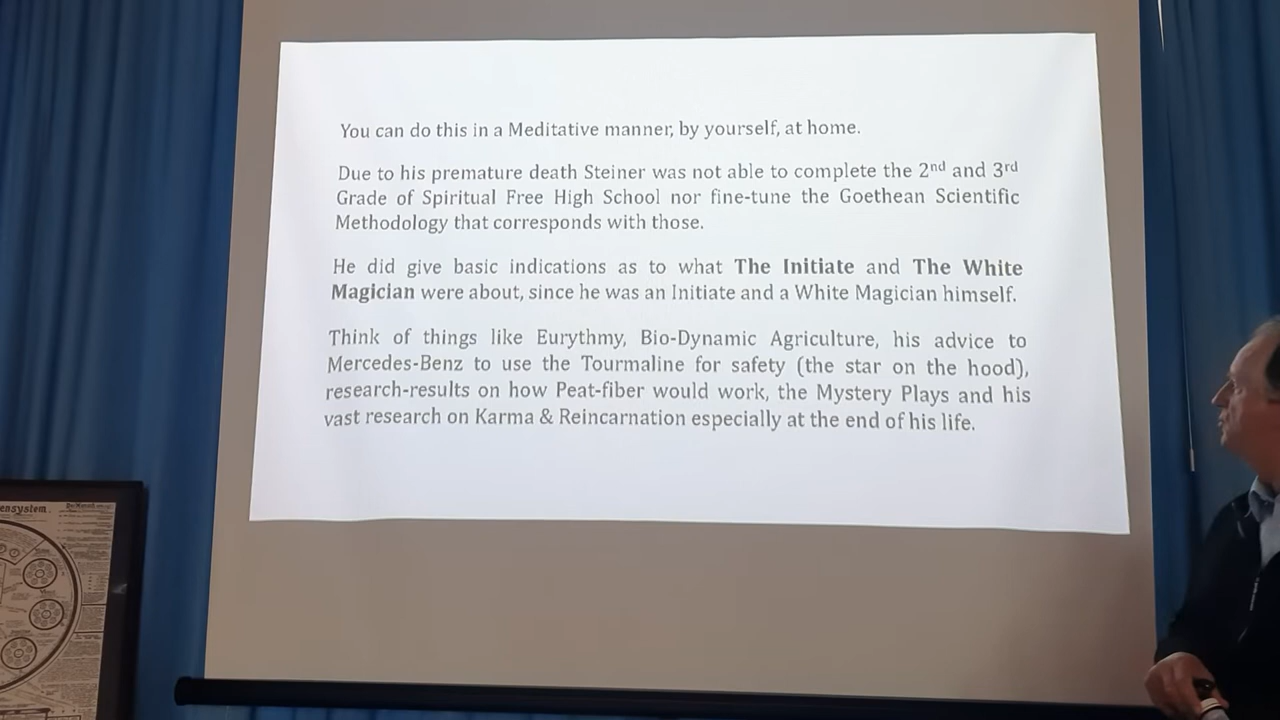 You can do this in a Meditative manner, by yourself, at home.
Due to his premature death Steiner was not able to complete the 2nd and 3rd
Grade of Spiritual Free High School nor fine-tune the Goethean Scientific
Methodology that corresponds with those.
He did give basic indications as to what The Initiate and The White
Magician were about, since he was an Initiate and a White Magician himself.
Think of things like Eurythmy, Bio-Dynamic Agriculture, his advice to
Mercedes-Benz to use the Tourmaline for safety (the star on the hood),
research-results on how Peat-fiber would work, the Mystery Plays and his
vast research on Karma & Reincarnation especially at the end of his life.
ensystem